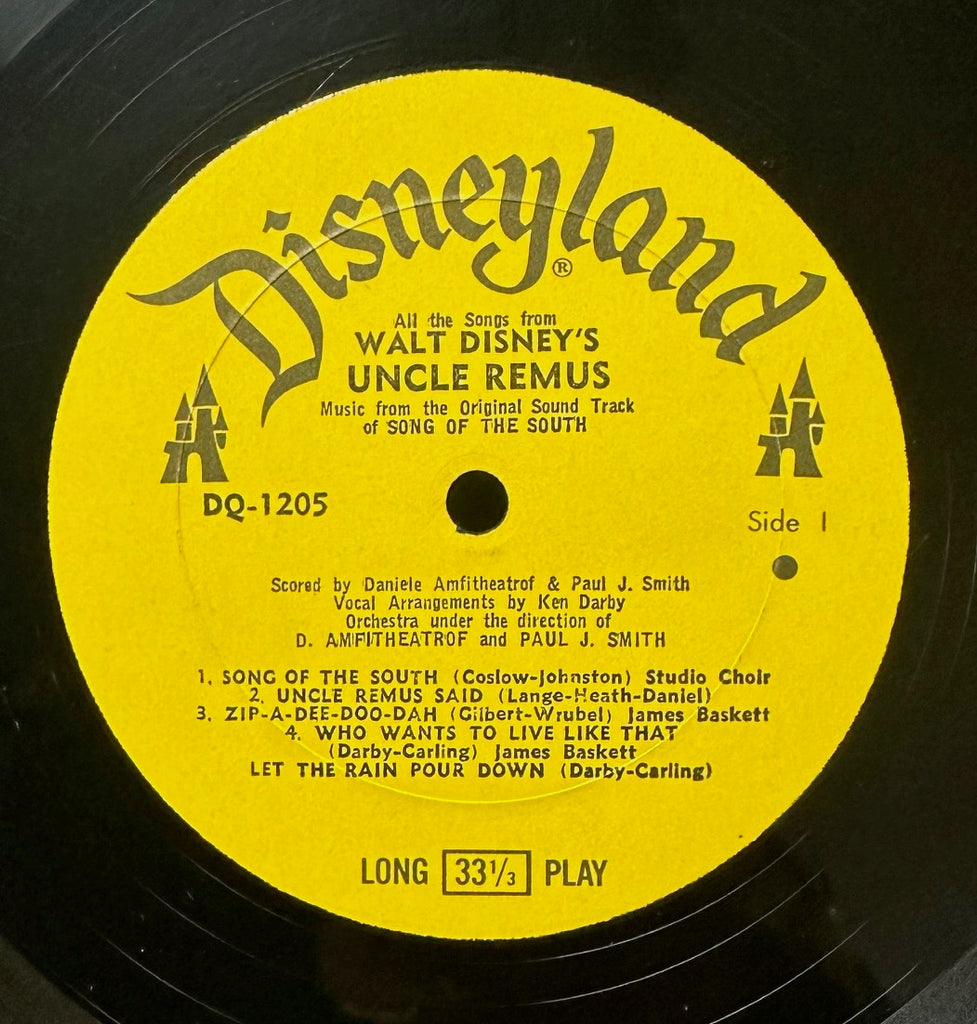 Disneyland®
All the Songs from
WALT DISNEY'S
UNCLE REMUS
Music from the Original Sound Track
of SONG OF THE SOUTH
DQ-1205
Side 1
Scored by Daniele Amfitheatrof & Paul J. Smith
Vocal Arrangements by Ken Darby
Orchestra under the direction of
D. AMFITHEATROF and PAUL J. SMITH
1. SONG OF THE SOUTH (Coslow-Johnston) Studio Choir
2. UNCLE REMUS SAID (Lange-Heath-Daniel)
3. ZIP-A-DEE-DOO-DAH (Gilbert-Wrubel) James Baskett
4. WHO WANTS TO LIVE LIKE THAT
(Darby-Carling) James Baskett
LET THE RAIN POUR DOWN (Darby-Carling)
LONG 33⅓ PLAY